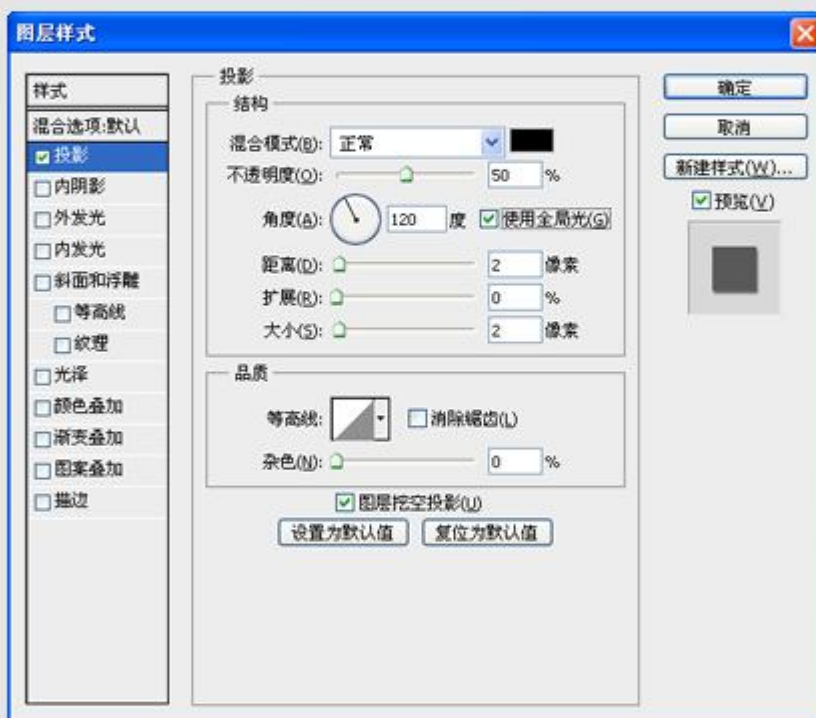 图层样式
样式
混合选项:默认
投影
内阴影
外发光
内发光
斜面和浮雕
等高线
纹理
光泽
颜色叠加
渐变叠加
图案叠加
描边
投影
结构
混合模式(B): 正常
不透明度(O): 50 %
角度(A): 120 度 使用全局光(G)
距离(D): 2 像素
扩展(R): 0 %
大小(S): 2 像素
品质
等高线: 消除锯齿(L)
杂色(N): 0 %
图层挖空投影(U)
设置为默认值 复位为默认值
确定
取消
新建样式(W)...
预览(V)